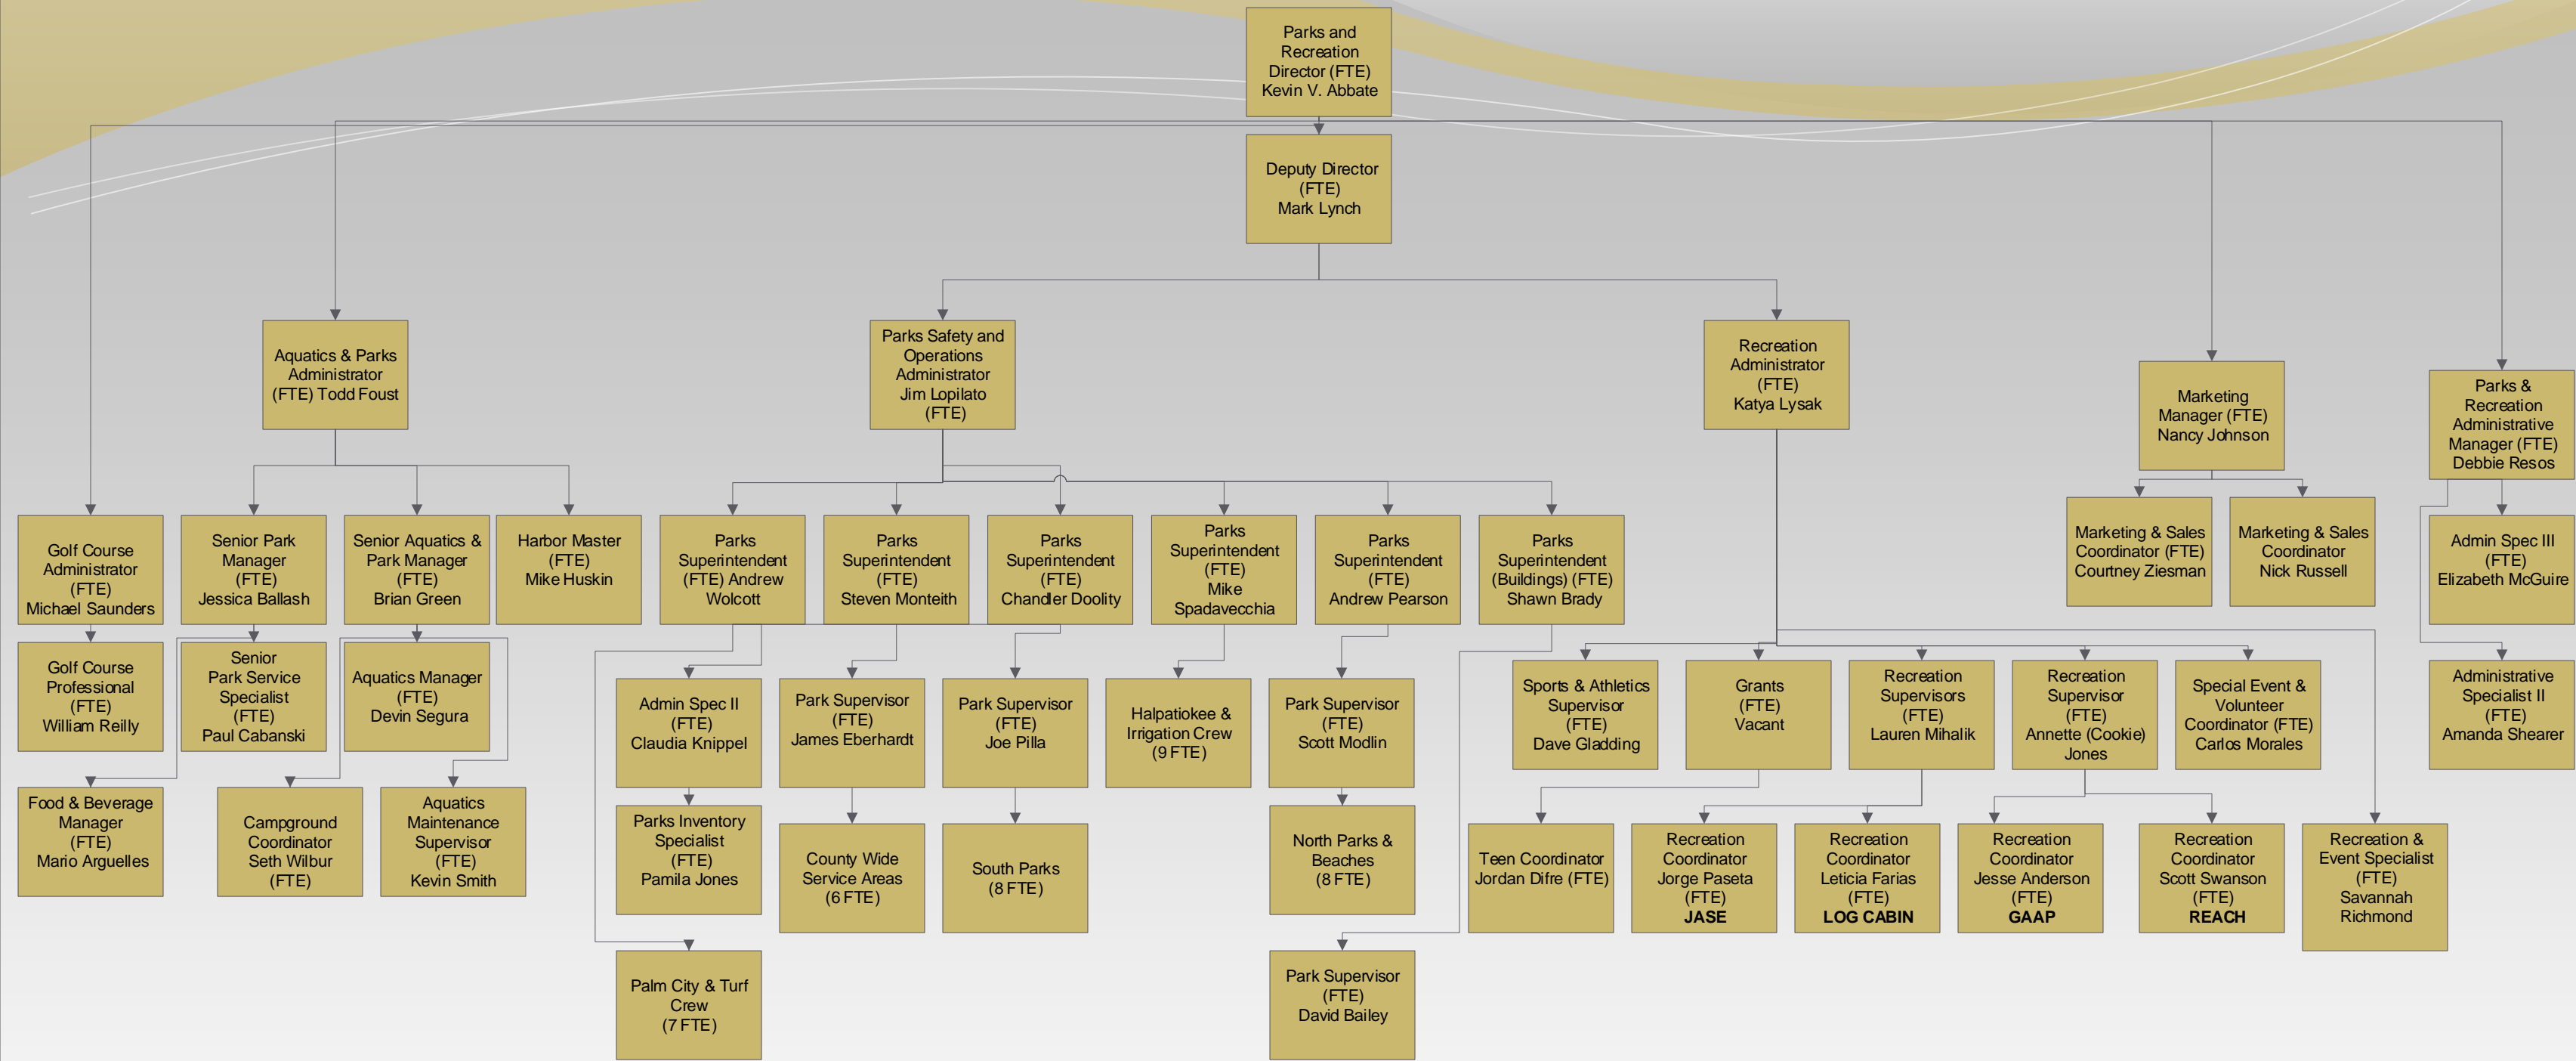 Parks and
Recreation
Director (FTE)
Kevin V. Abbate
Deputy Director
(FTE)
Mark Lynch
Aquatics & Parks
Administrator
(FTE) Todd Foust
Parks Safety and
Operations
Administrator
Jim Lopilato
(FTE)
Recreation
Administrator
(FTE)
Katya Lysak
Marketing
Manager (FTE)
Nancy Johnson
Parks &
Recreation
Administrative
Manager (FTE)
Debbie Resos
Golf Course
Administrator
(FTE)
Michael Saunders
Senior Park
Manager
(FTE)
Jessica Ballash
Senior Aquatics &
Park Manager
(FTE)
Brian Green
Harbor Master
(FTE)
Mike Huskin
Parks
Superintendent
(FTE) Andrew
Wolcott
Parks
Superintendent
(FTE)
Steven Monteith
Parks
Superintendent
(FTE)
Chandler Doolity
Parks
Superintendent
(FTE)
Mike
Spadavecchia
Parks
Superintendent
(FTE)
Andrew Pearson
Parks
Superintendent
(Buildings) (FTE)
Shawn Brady
Marketing & Sales
Coordinator (FTE)
Courtney Ziesman
Marketing & Sales
Coordinator
Nick Russell
Admin Spec III
(FTE)
Elizabeth McGuire
Golf Course
Professional
(FTE)
William Reilly
Senior
Park Service
Specialist
(FTE)
Paul Cabanski
Aquatics Manager
(FTE)
Devin Segura
Admin Spec II
(FTE)
Claudia Knippel
Park Supervisor
(FTE)
James Eberhardt
Park Supervisor
(FTE)
Joe Pilla
Halpatiokee &
Irrigation Crew
(9 FTE)
Park Supervisor
(FTE)
Scott Modlin
Sports & Athletics
Supervisor
(FTE)
Dave Gladding
Grants
(FTE)
Vacant
Recreation
Supervisors
(FTE)
Lauren Mihalik
Recreation
Supervisor
(FTE)
Annette (Cookie)
Jones
Special Event &
Volunteer
Coordinator (FTE)
Carlos Morales
Administrative
Specialist II
(FTE)
Amanda Shearer
Food & Beverage
Manager
(FTE)
Mario Arguelles
Campground
Coordinator
Seth Wilbur
(FTE)
Aquatics
Maintenance
Supervisor
(FTE)
Kevin Smith
Parks Inventory
Specialist
(FTE)
Pamila Jones
County Wide
Service Areas
(6 FTE)
South Parks
(8 FTE)
North Parks &
Beaches
(8 FTE)
Teen Coordinator
Jordan Difre (FTE)
Recreation
Coordinator
Jorge Paseta
(FTE)
JASE
Recreation
Coordinator
Leticia Farias
(FTE)
LOG CABIN
Recreation
Coordinator
Jesse Anderson
(FTE)
GAAP
Recreation
Coordinator
Scott Swanson
(FTE)
REACH
Recreation &
Event Specialist
(FTE)
Savannah
Richmond
Palm City & Turf
Crew
(7 FTE)
Park Supervisor
(FTE)
David Bailey